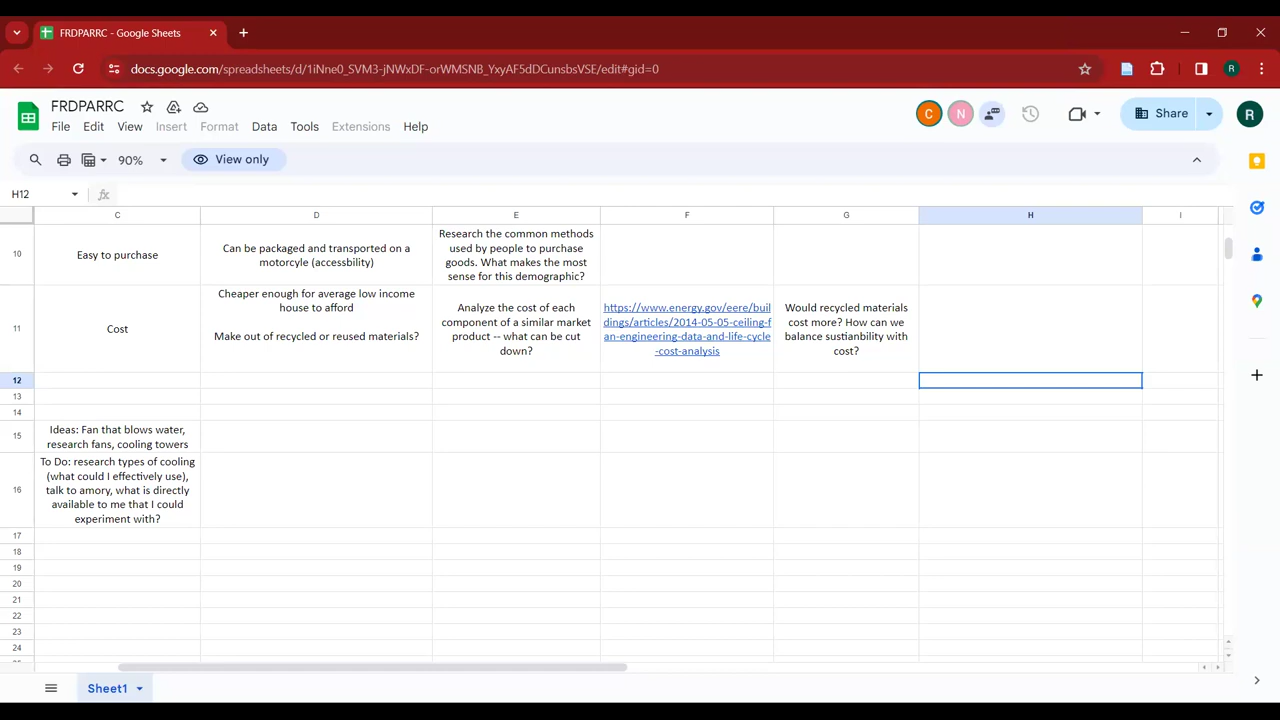 FRDPARRC - Google Sheets
docs.google.com/spreadsheets/d/1iNne0_SVM3-jNWxDF-orWMSNB_YxyAF5dDCunsbsVSE/edit#gid=0
R
FRDPARRC
File Edit View Insert Format Data Tools Extensions Help
C N
Share
R
90%
View only
H12
fx
C D E F G H I
10
Easy to purchase
Can be packaged and transported on a
motorcyle (accessbility)
Research the common methods
used by people to purchase
goods. What makes the most
sense for this demographic?
11
Cost
Cheaper enough for average low income
house to afford
Make out of recycled or reused materials?
Analyze the cost of each
component of a similar market
product -- what can be cut
down?
https://www.energy.gov/eere/buil
dings/articles/2014-05-05-ceiling-f
an-engineering-data-and-life-cycle
-cost-analysis
Would recycled materials
cost more? How can we
balance sustianbility with
cost?
12
13
14
15
Ideas: Fan that blows water,
research fans, cooling towers
16
To Do: research types of cooling
(what could I effectively use),
talk to amory, what is directly
available to me that I could
experiment with?
17
18
19
20
21
22
23
24
Sheet1